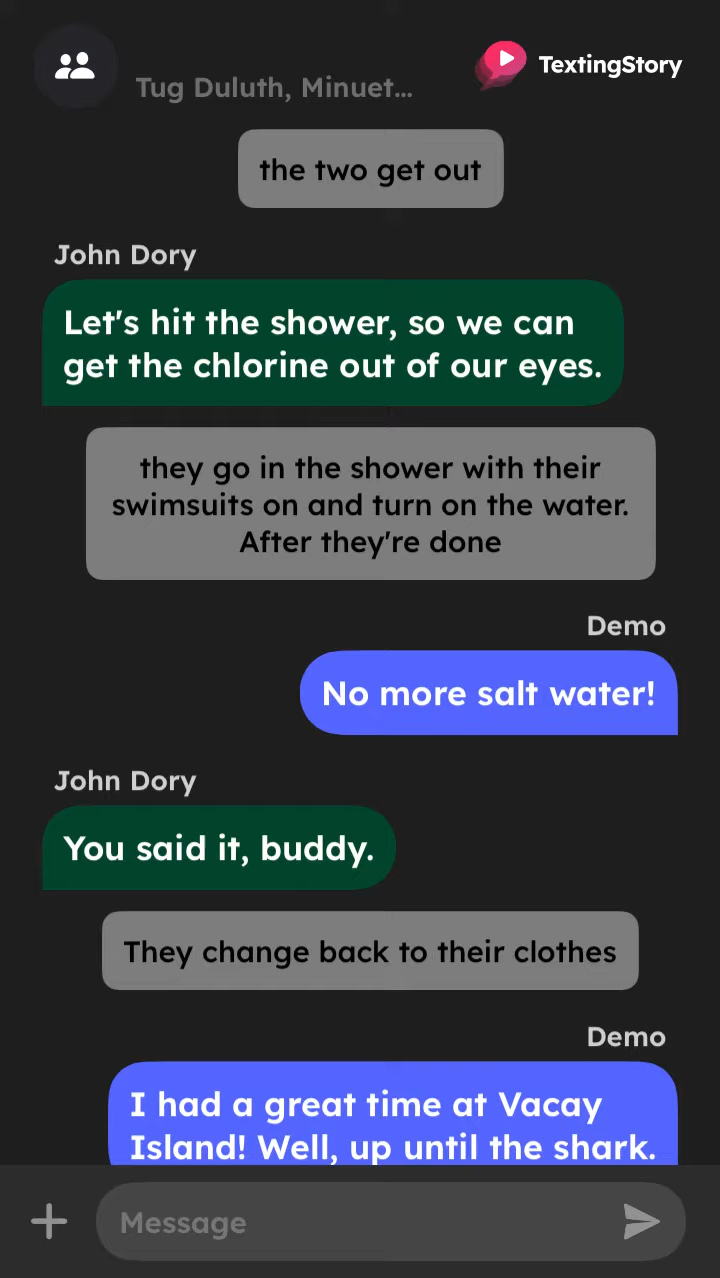 TextingStory
Tug Duluth, Minuet...
the two get out
John Dory
Let's hit the shower, so we can
get the chlorine out of our eyes.
they go in the shower with their
swimsuits on and turn on the water.
After they're done
Demo
No more salt water!
John Dory
You said it, buddy.
They change back to their clothes
Demo
I had a great time at Vacay
Island! Well, up until the shark.
Message